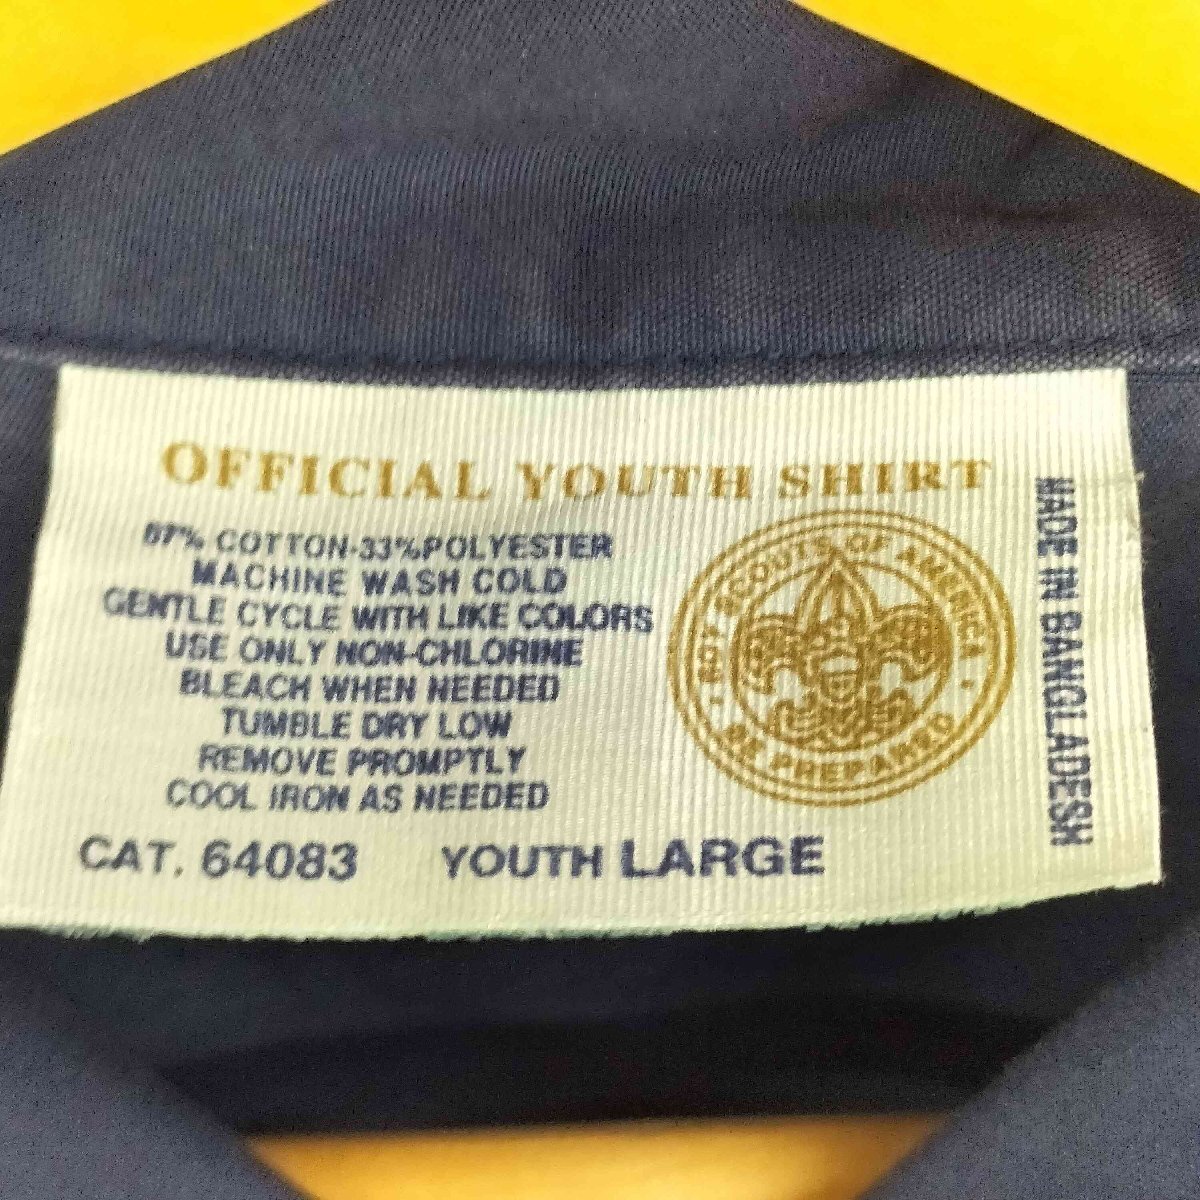 OFFICIAL YOUTH SHIRT
67% COTTON-33%POLYESTER
MACHINE WASH COLD
GENTLE CYCLE WITH LIKE COLORS
USE ONLY NON-CHLORINE
BLEACH WHEN NEEDED
TUMBLE DRY LOW
REMOVE PROMPTLY
COOL IRON AS NEEDED
CAT. 64083 YOUTH LARGE
• BOY SCOUTS OF AMERICA •
BE PREPARED
MADE IN BANGLADESH